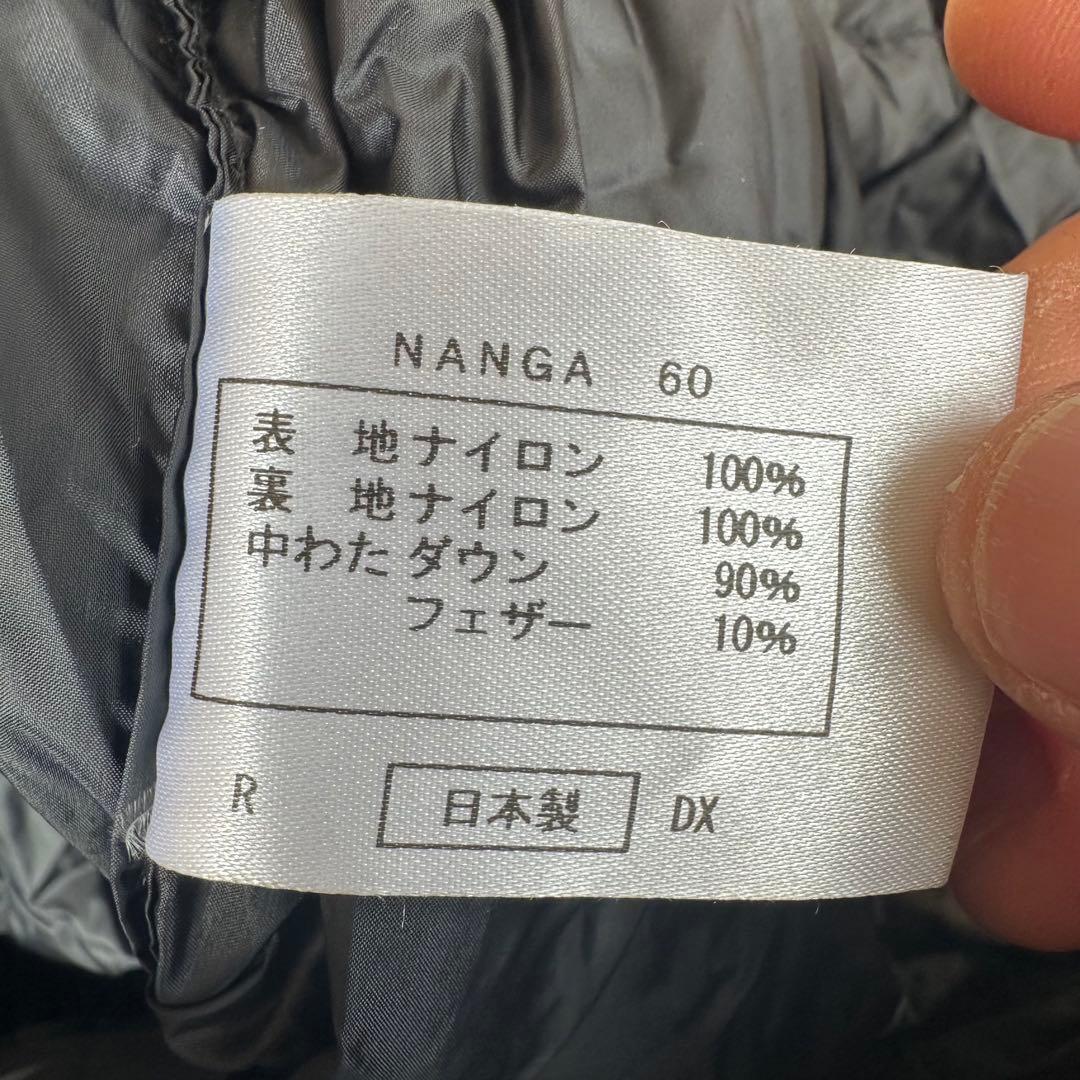 NANGA 60
表 地 ナイロン 100%
裏 地 ナイロン 100%
中わた ダウン 90%
フェザー 10%
R 日本製 DX